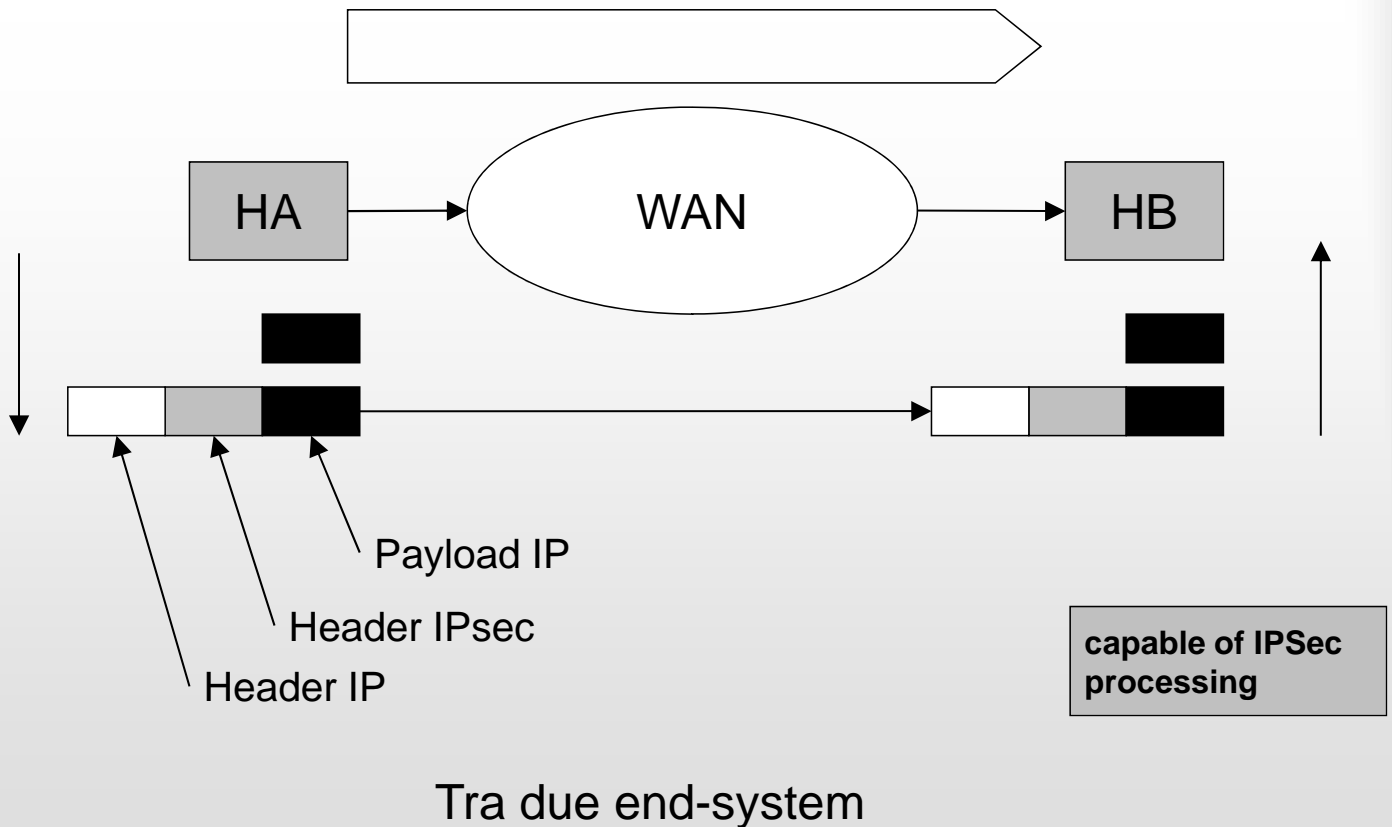 HA
WAN
HB
Payload IP
Header IPsec
Header IP
capable of IPSec
processing
Tra due end-system